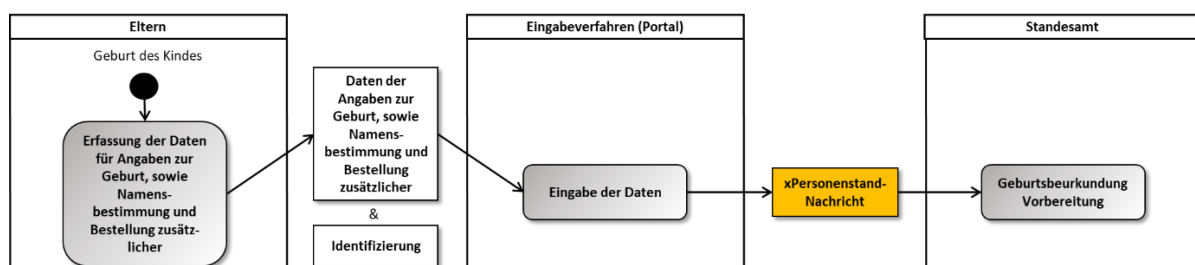 Eltern
Eingabeverfahren (Portal)
Standesamt
Geburt des Kindes
Erfassung der Daten
für Angaben zur
Geburt, sowie
Namens-
bestimmung und
Bestellung zusätz-
licher
Daten der
Angaben zur
Geburt, sowie
Namens-
bestimmung und
Bestellung
zusätzlicher
&
Identifizierung
Eingabe der Daten
xPersonenstand-
Nachricht
Geburtsbeurkundung
Vorbereitung